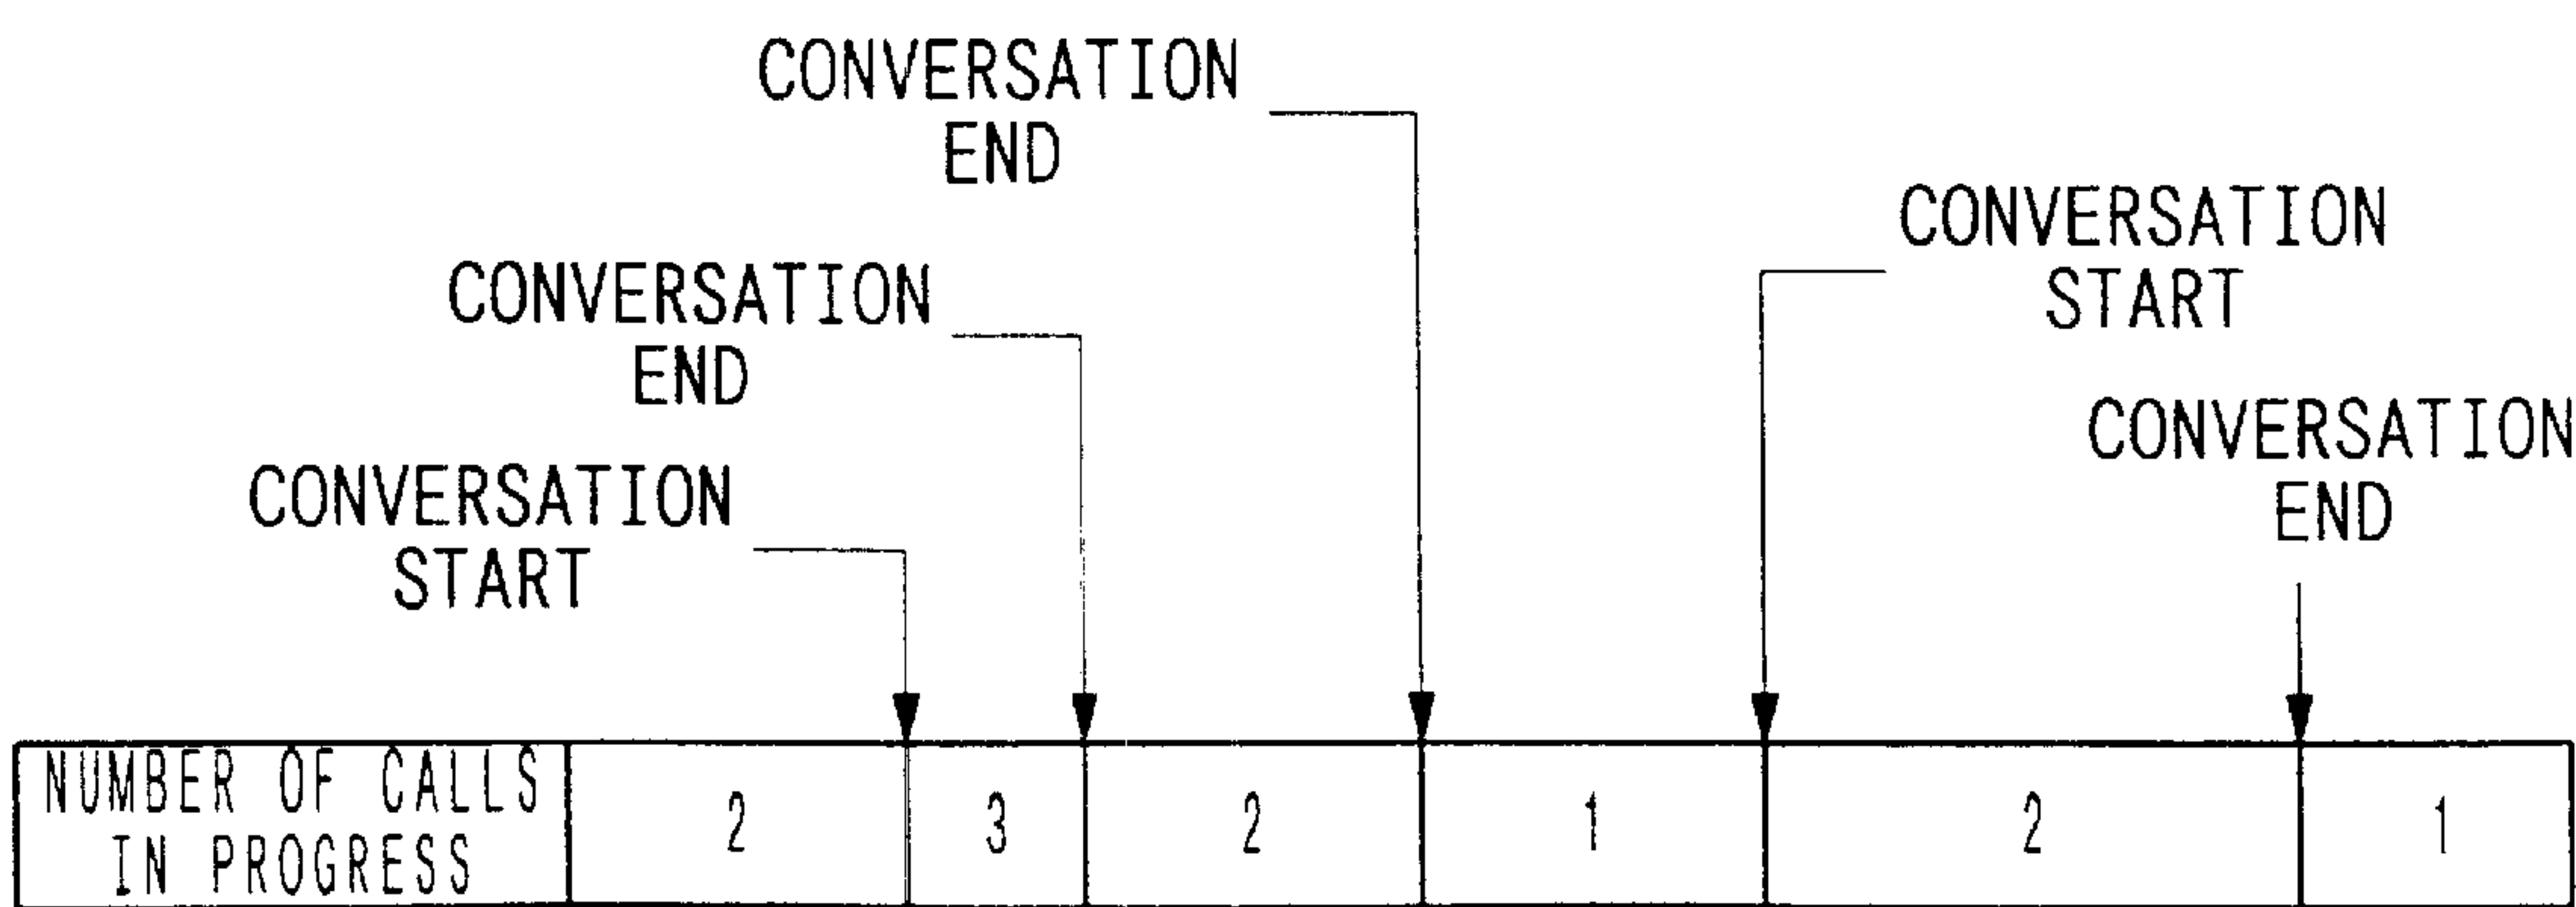 CONVERSATION
END
CONVERSATION
START
CONVERSATION
END
CONVERSATION
END
CONVERSATION
START
NUMBER OF CALLS
IN PROGRESS
2
3
2
1
2
1